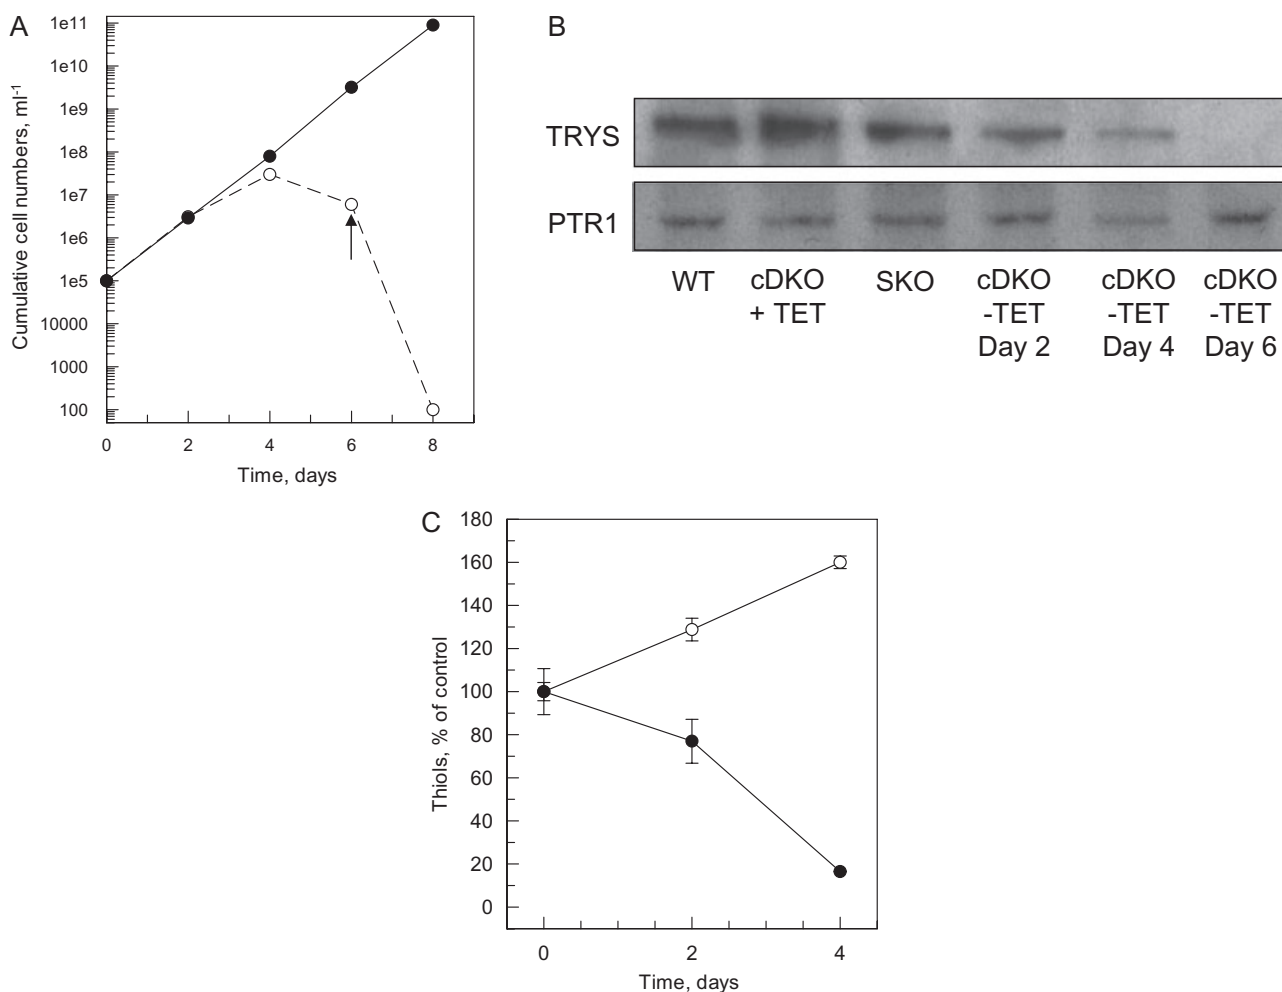 A
Cumulative cell numbers, ml-1
1e11
1e10
1e9
1e8
1e7
1e6
1e5
10000
1000
100
0 2 4 6 8
Time, days
B
TRYS
PTR1
WT
cDKO
+ TET
SKO
cDKO
-TET
Day 2
cDKO
-TET
Day 4
cDKO
-TET
Day 6
C
Thiols, % of control
180
160
140
120
100
80
60
40
20
0
0 2 4
Time, days